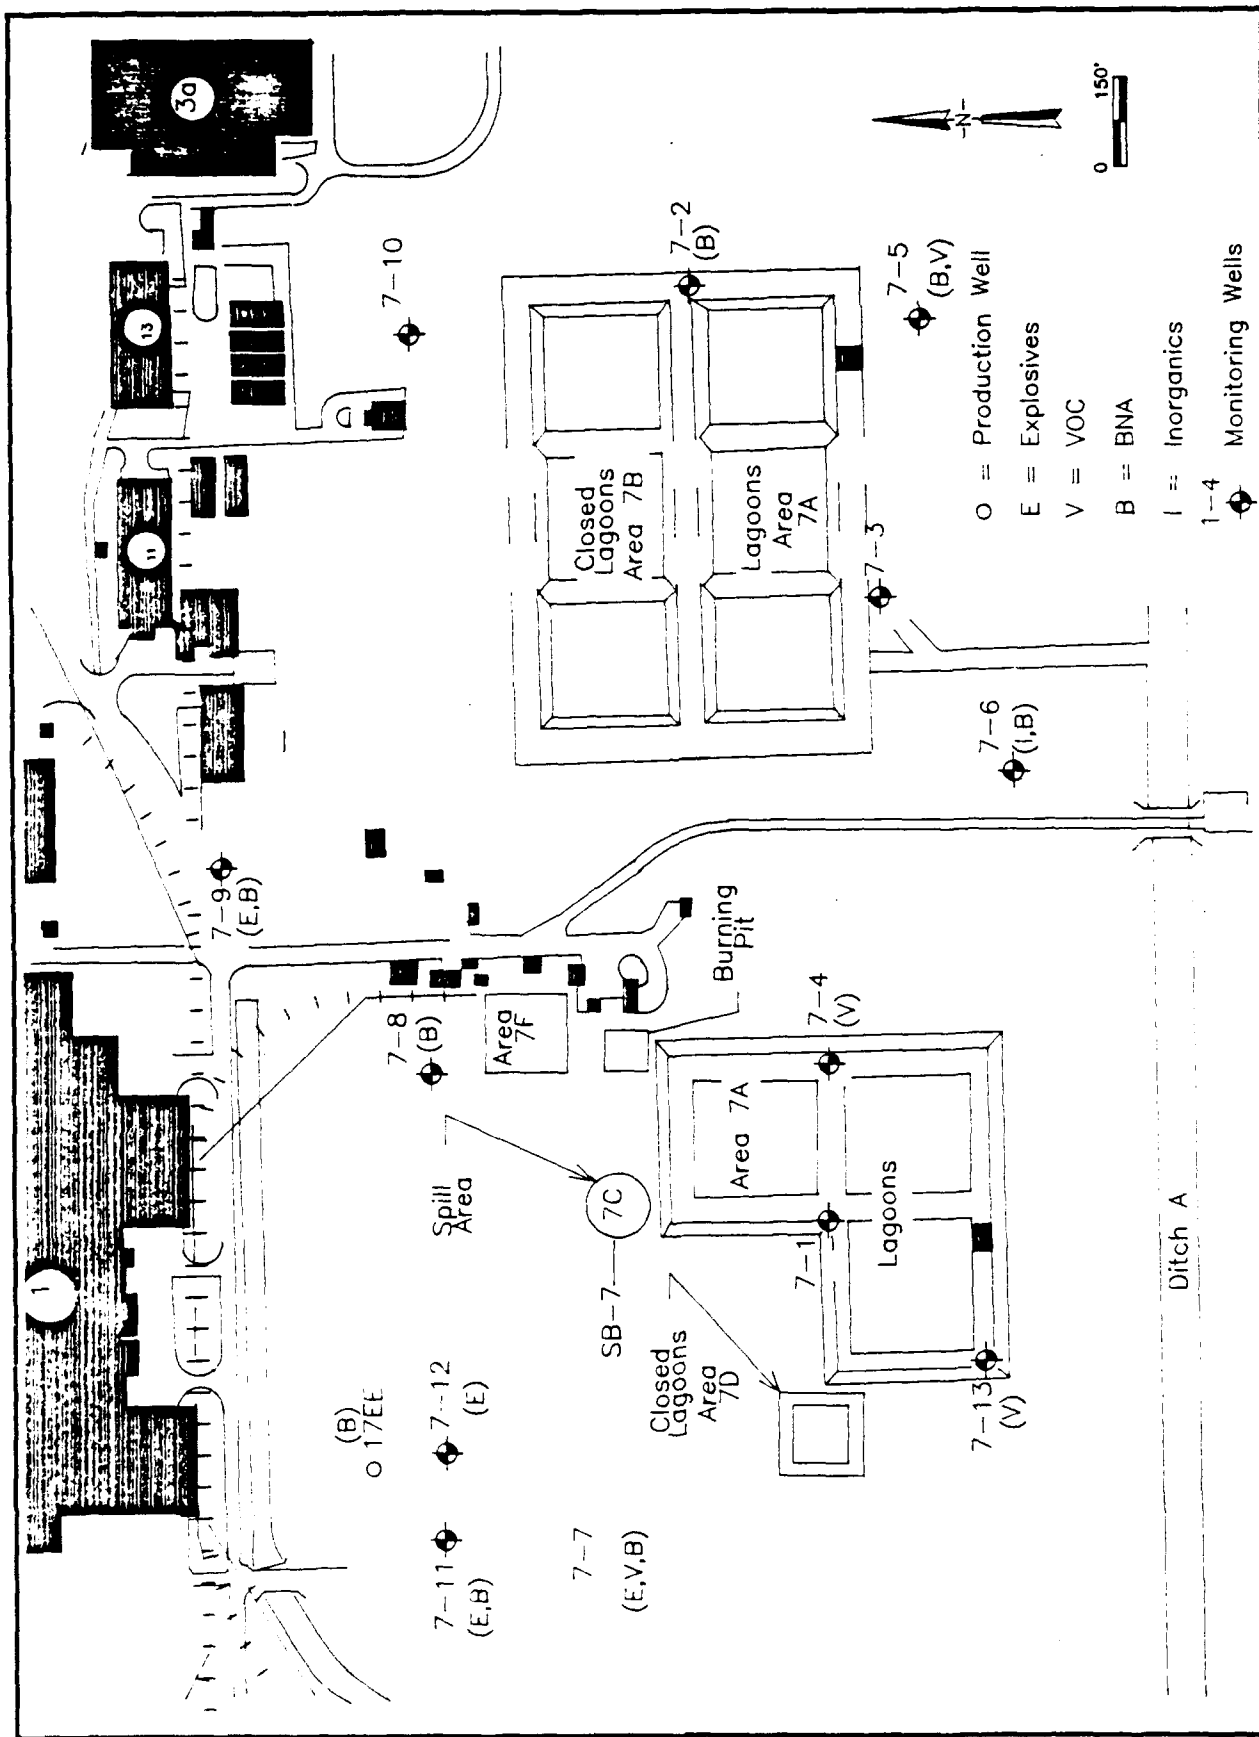 1
13
11
3a
(B)
O 17EE
7-11
(E,B)
7-12
(E)
7-7
(E,V,B)
7-9
(E,B)
7-8
(B)
7-10
Spill
Area
Area
7F
SB-7
7C
Burning
Pit
Closed
Lagoons
Area
7D
Area 7A
Lagoons
7-1
7-4
(V)
7-13
(V)
Closed
Lagoons
Area 7B
Lagoons
Area
7A
7-2
(B)
7-3
7-5
(B,V)
7-6
(I,B)
Ditch A
N
0 150'
O = Production Well
E = Explosives
V = VOC
B = BNA
I = Inorganics
1-4
Monitoring Wells